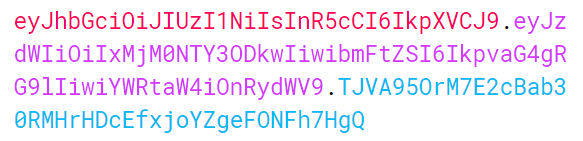 eyJhbGciOiJIUzI1NiIsInR5cCI6IkpXVCJ9.eyJz
dWIiOiIxMjM0NTY3ODkwIiwibmFtZSI6IkpvaG4gR
G9lIiwiYWRtaW4iOnRydWV9.TJVA95OrM7E2cBab3
0RMHrHDcEfxjoYZgeFONFh7HgQ